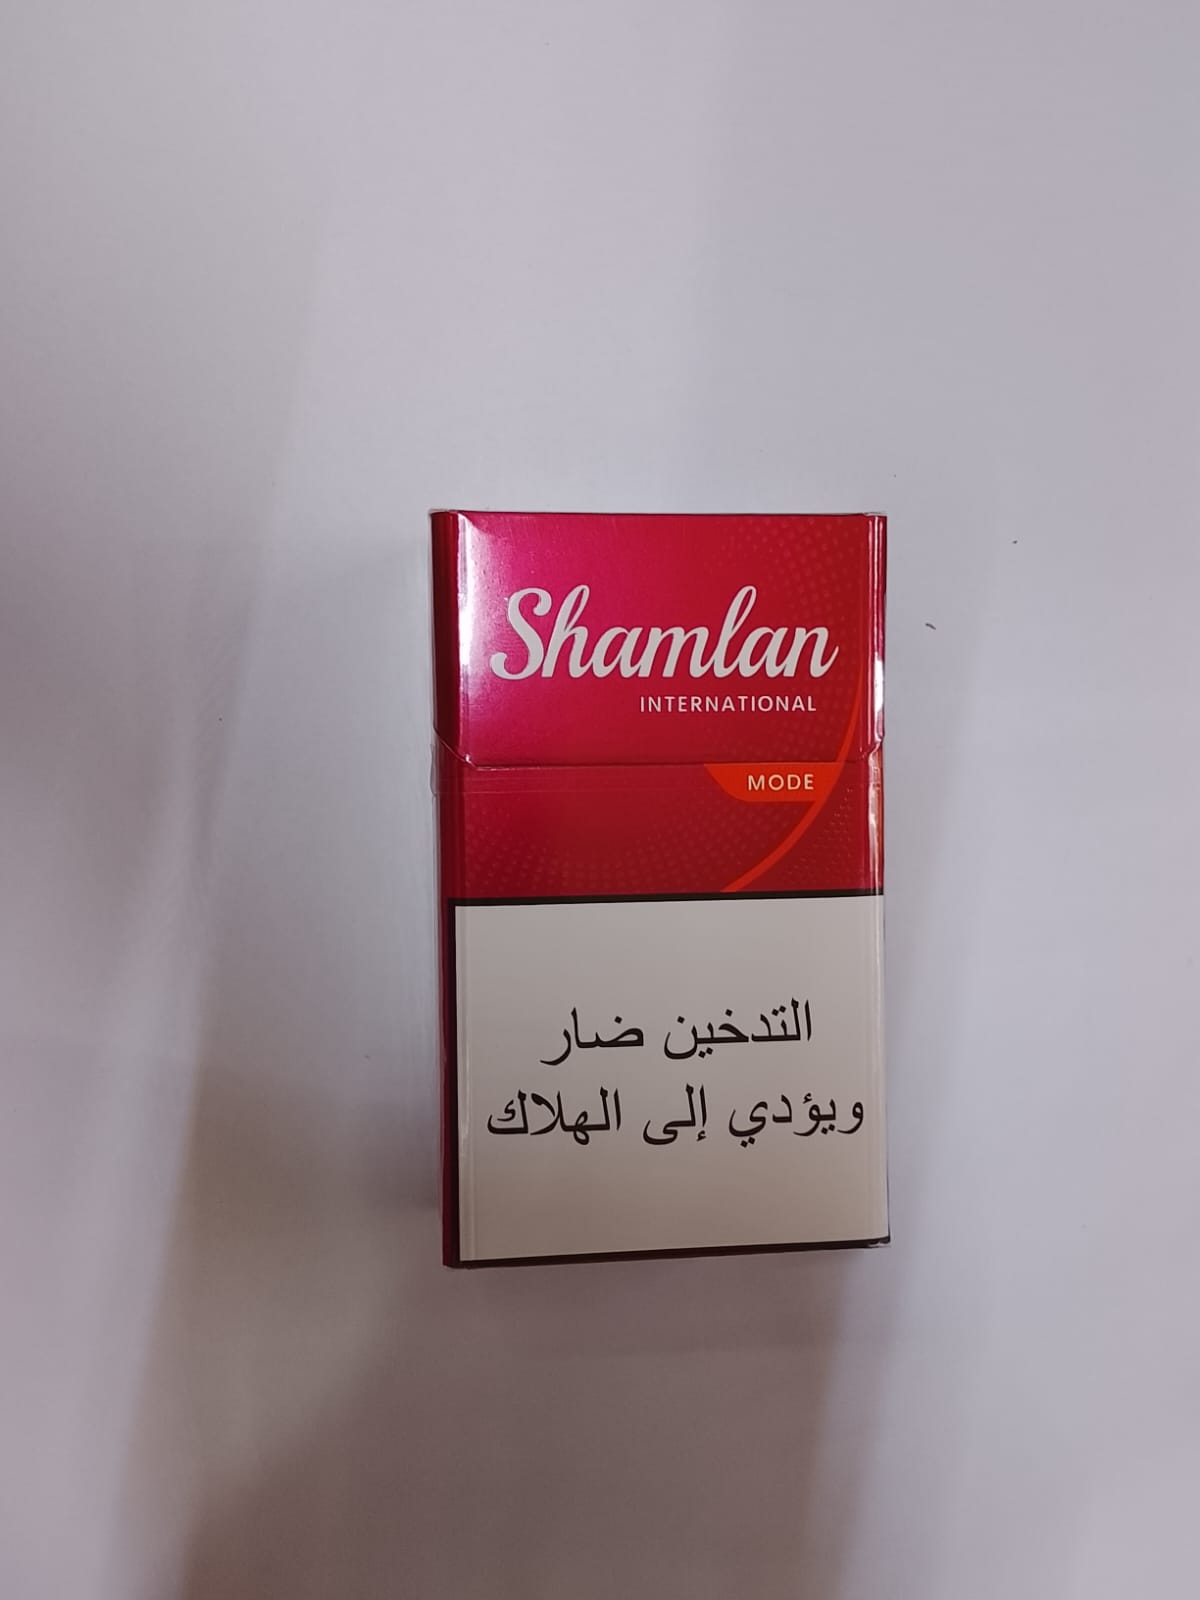 Shamlan
INTERNATIONAL
MODE
التدخين ضار
ويؤدي إلى الهلاك